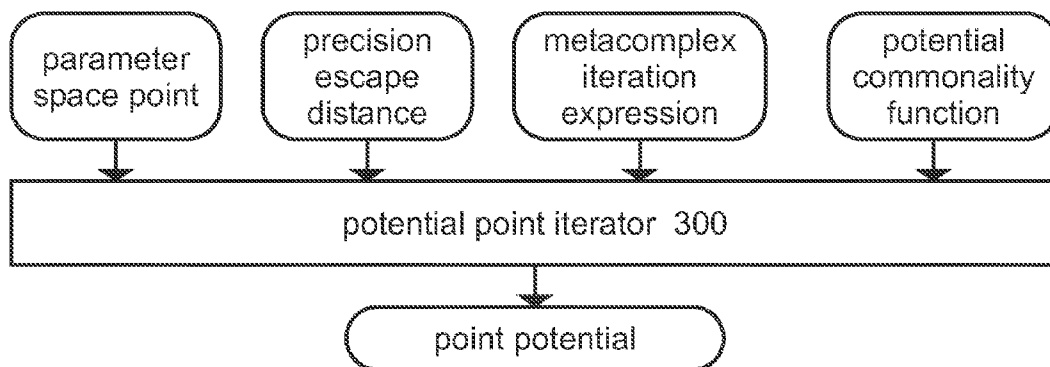 parameter
space point
precision
escape
distance
metacomplex
iteration
expression
potential
commonality
function
potential point iterator 300
point potential